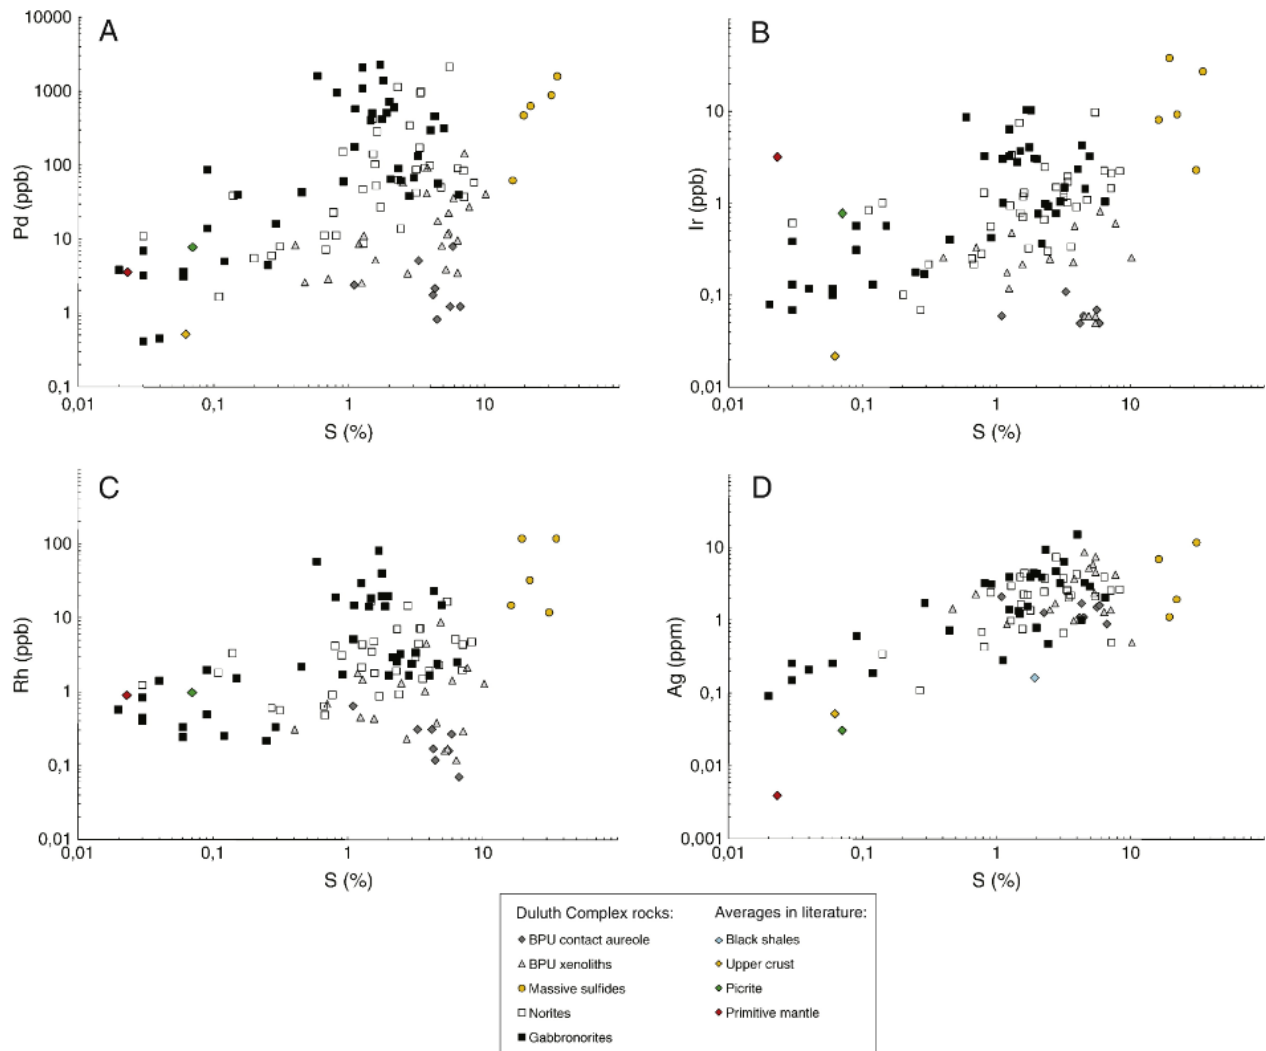 A
10000
1000
100
10
1
0,1
Pd (ppb)
0,01
0,1
1
10
S (%)
B
10
1
0,1
0,01
Ir (ppb)
0,01
0,1
1
10
S (%)
C
100
10
1
0,1
0,01
Rh (ppb)
0,01
0,1
1
10
S (%)
D
10
1
0,1
0,01
0,001
Ag (ppm)
0,01
0,1
1
10
S (%)
Duluth Complex rocks:
BPU contact aureole
BPU xenoliths
Massive sulfides
Norites
Gabbronorites
Averages in literature:
Black shales
Upper crust
Picrite
Primitive mantle